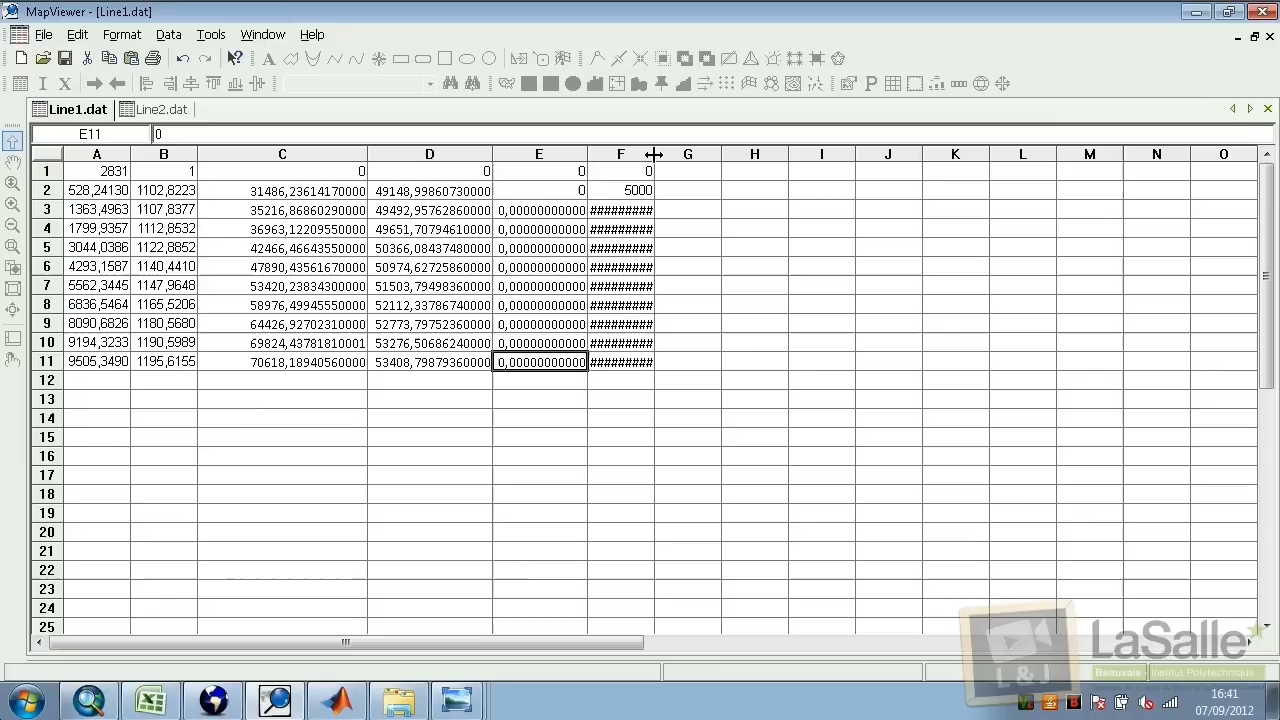 MapViewer - [Line1.dat]
File Edit Format Data Tools Window Help
Line1.dat Line2.dat
E11 0
A B C D E F G H I J K L M N O
1 2831 1 0 0 0 0
2 528,24130 1102,8223 31486,23614170000 49148,99860730000 0 5000
3 1363,4963 1107,8377 35216,86860290000 49492,95762860000 0,00000000000 #########
4 1799,9357 1112,8532 36963,12209550000 49651,70794610000 0,00000000000 #########
5 3044,0386 1122,8852 42466,46643550000 50366,08437480000 0,00000000000 #########
6 4293,1587 1140,4410 47890,43561670000 50974,62725860000 0,00000000000 #########
7 5562,3445 1147,9648 53420,23834300000 51503,79498360000 0,00000000000 #########
8 6836,5464 1165,5206 58976,49945550000 52112,33786740000 0,00000000000 #########
9 8090,6826 1180,5680 64426,92702310000 52773,79752360000 0,00000000000 #########
10 9194,3233 1190,5989 69824,43781810001 53276,50686240000 0,00000000000 #########
11 9505,3490 1195,6155 70618,18940560000 53408,79879360000 0,00000000000 #########
12
13
14
15
16
17
18
19
20
21
22
23
24
25
L & J
LaSalle
Beauvais Institut Polytechnique
16:41
07/09/2012